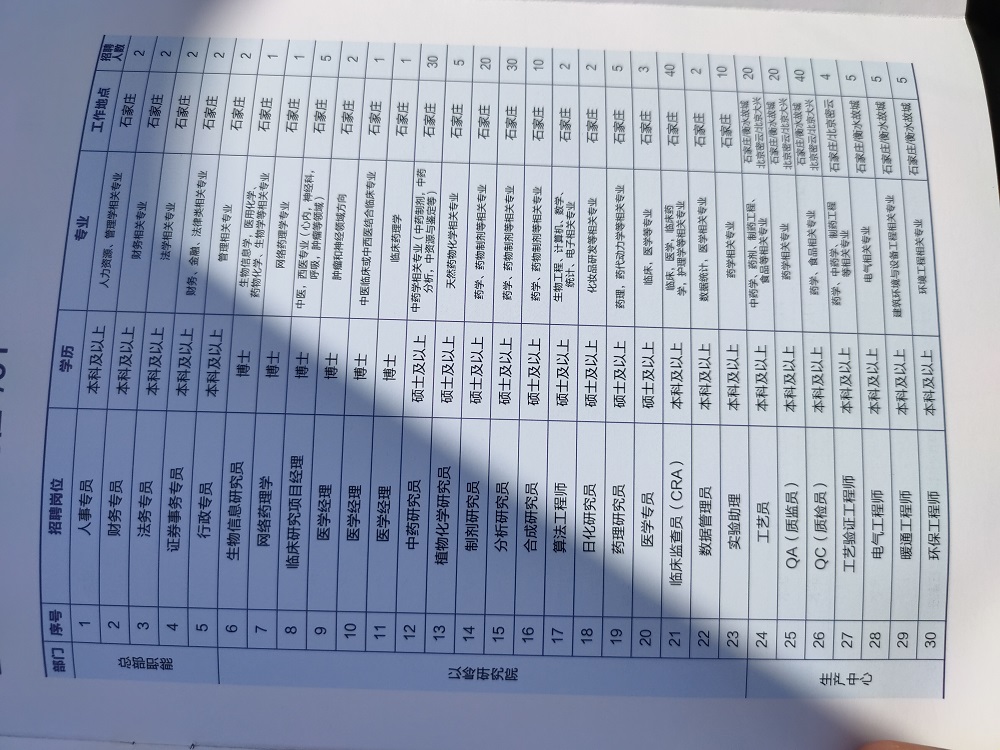 部门 序号 招聘岗位 学历 专业 工作地点 招聘人数
总部职能
1 人事专员 本科及以上 人力资源、管理学相关专业 石家庄 2
2 财务专员 本科及以上 财务相关专业 石家庄 2
3 法务专员 本科及以上 法学相关专业 石家庄 2
4 证券事务专员 本科及以上 财务、金融、法律类相关专业 石家庄 2
5 行政专员 本科及以上 管理相关专业 石家庄 2
以岭研究院
6 生物信息研究员 博士 生物信息学、医用化学、药物化学、生物学等相关专业 石家庄 1
7 网络药理学 博士 网络药理学专业 石家庄 1
8 临床研究项目经理 博士 中医，西医专业（心内，神经科，呼吸，肿瘤等领域） 石家庄 5
9 医学经理 博士 肿瘤和神经领域方向 石家庄 2
10 医学经理 博士 中医临床或中西医结合临床专业 石家庄 1
11 医学经理 博士 临床药理学 石家庄 1
12 中药研究员 硕士及以上 中药学相关专业（中药制剂，中药分析，中资源与鉴定等） 石家庄 30
13 植物化学研究员 硕士及以上 天然药物化学相关专业 石家庄 5
14 制剂研究员 硕士及以上 药学、药物制剂等相关专业 石家庄 20
15 分析研究员 硕士及以上 药学、药物制剂等相关专业 石家庄 30
16 合成研究员 硕士及以上 药学、药物制剂等相关专业 石家庄 10
17 算法工程师 硕士及以上 生物工程、计算机、数学、统计、电子相关专业 石家庄 2
18 日化研究员 硕士及以上 化妆品研发等相关专业 石家庄 2
19 药理研究员 硕士及以上 药理，药代动力学等相关专业 石家庄 5
20 医学专员 硕士及以上 临床，医学等相关专业 石家庄 3
21 临床监查员（CRA） 本科及以上 临床、医学，临床药学，护理学等相关专业 石家庄 40
22 数据管理员 本科及以上 数据统计，医学相关专业 石家庄 2
23 实验助理 本科及以上 药学相关专业 石家庄 10
生产中心
24 工艺员 本科及以上 中药学、药剂、制药工程、食品等相关专业 石家庄/衡水故城 北京密云/北京大兴 20
25 QA（质监员） 本科及以上 药学相关专业 石家庄/衡水故城 北京密云/北京大兴 20
26 QC（质检员） 本科及以上 药学、食品相关专业 石家庄/衡水故城 北京密云/北京大兴 40
27 工艺验证工程师 本科及以上 药学、中药学、制药工程等相关专业 石家庄/北京密云 4
28 电气工程师 本科及以上 电气相关专业 石家庄/衡水故城 5
29 暖通工程师 本科及以上 建筑环境与设备工程相关专业 石家庄/衡水故城 5
30 环保工程师 本科及以上 环境工程相关专业 石家庄/衡水故城 5